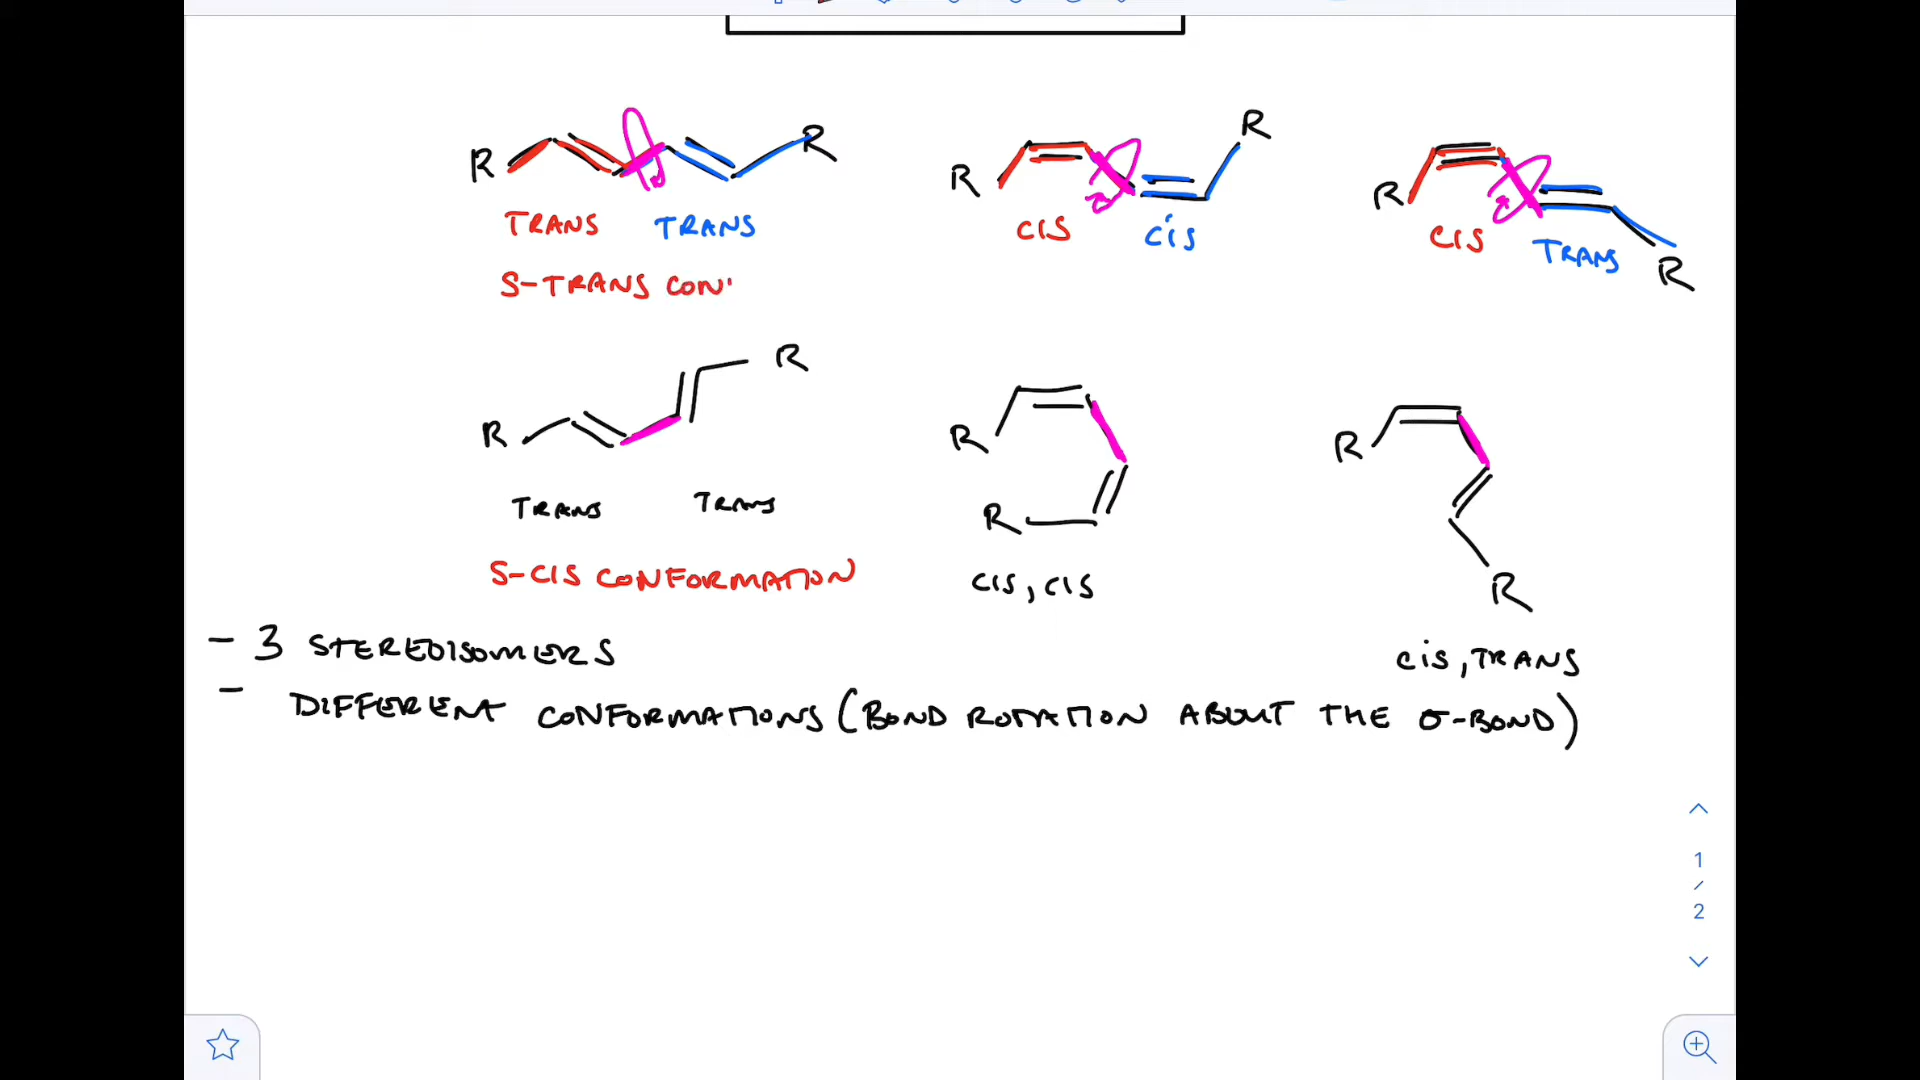 R R R R R R
TRANS TRANS CIS CIS CIS TRANS
S-TRANS CON
R R R R R R
TRANS TRANS
S-CIS CONFORMATION CIS, CIS
- 3 STEREOISOMERS CIS, TRANS
- DIFFERENT CONFORMATIONS (BOND ROTATION ABOUT THE σ-BOND)
1
/
2